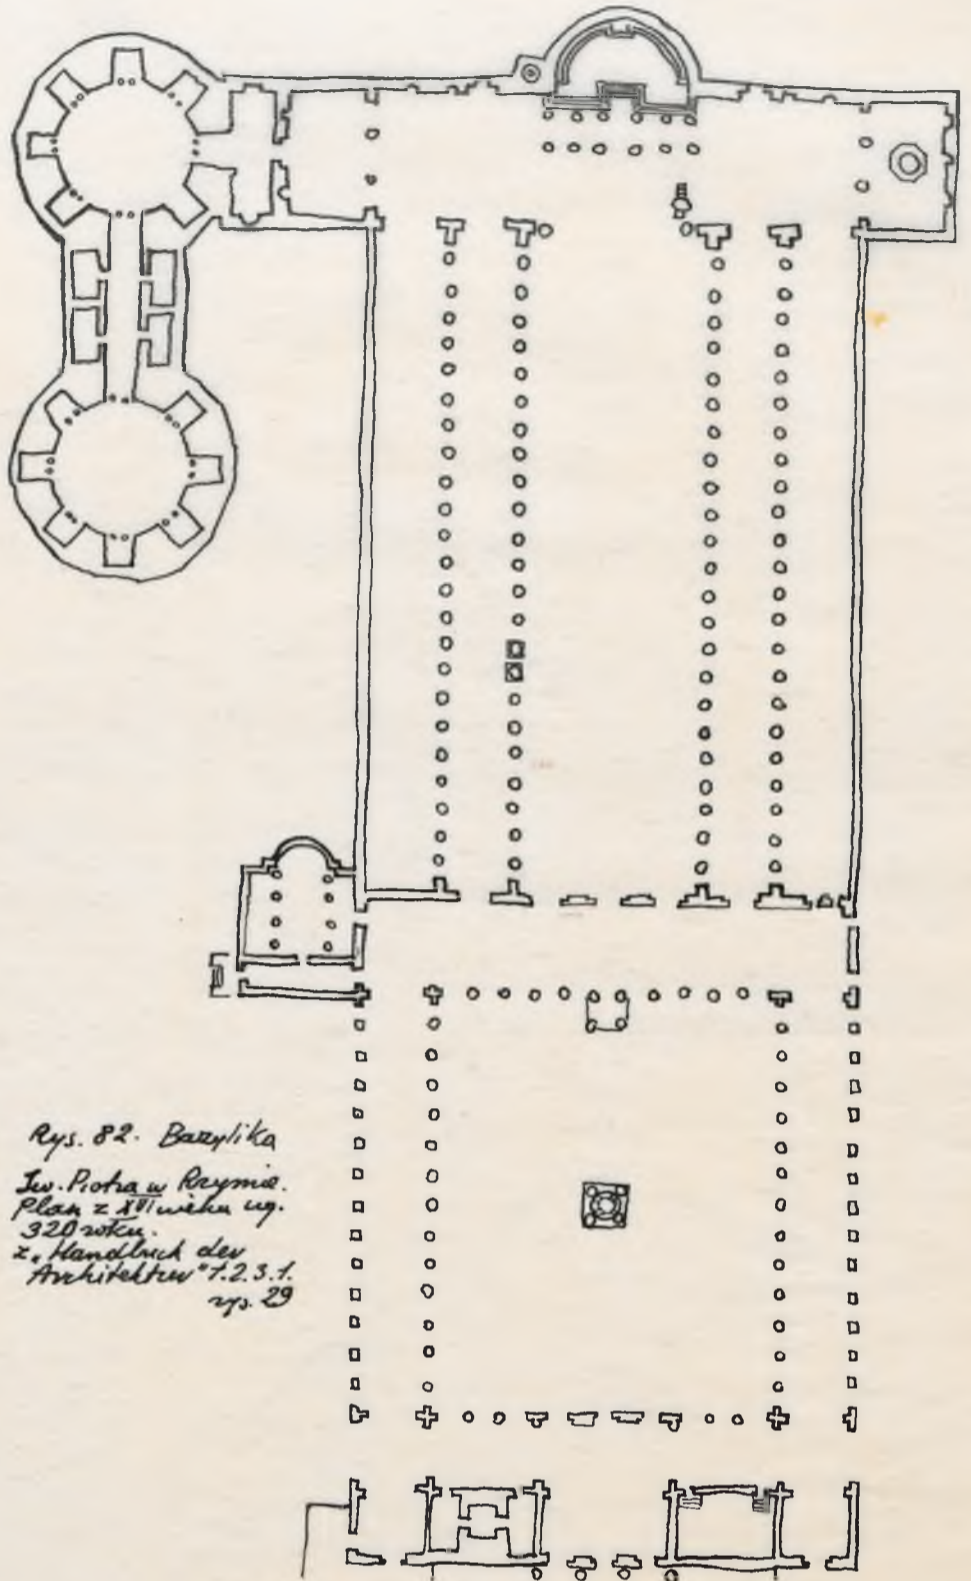 Rys. 82. Bazylika
Św. Piotra w Rzymie.
Plan z XVI wieku wg.
320 roku.
z „Handbuch der
Architektur" T.2.3.1.
rys. 29